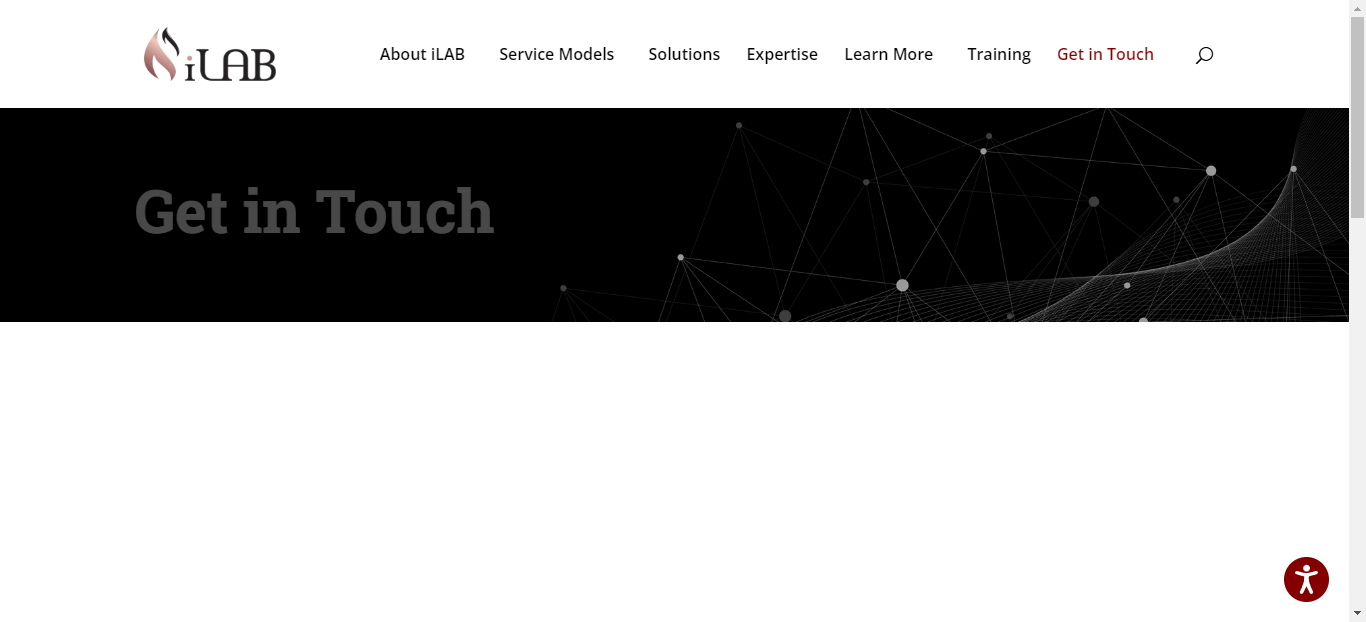 iLAB
About iLAB Service Models Solutions Expertise Learn More Training Get in Touch
Get in Touch